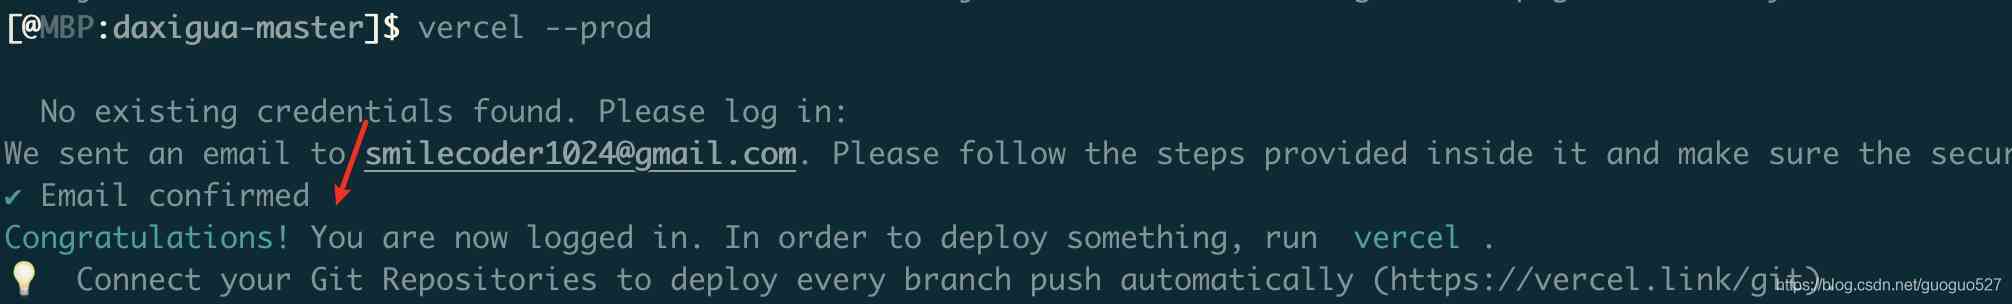 [@MBP:daxigua-master]$ vercel --prod
No existing credentials found. Please log in:
We sent an email to smilecoder1024@gmail.com. Please follow the steps provided inside it and make sure the secur
✔ Email confirmed
Congratulations! You are now logged in. In order to deploy something, run vercel .
💡 Connect your Git Repositories to deploy every branch push automatically (https://vercel.link/git).
https://blog.csdn.net/guoguo527